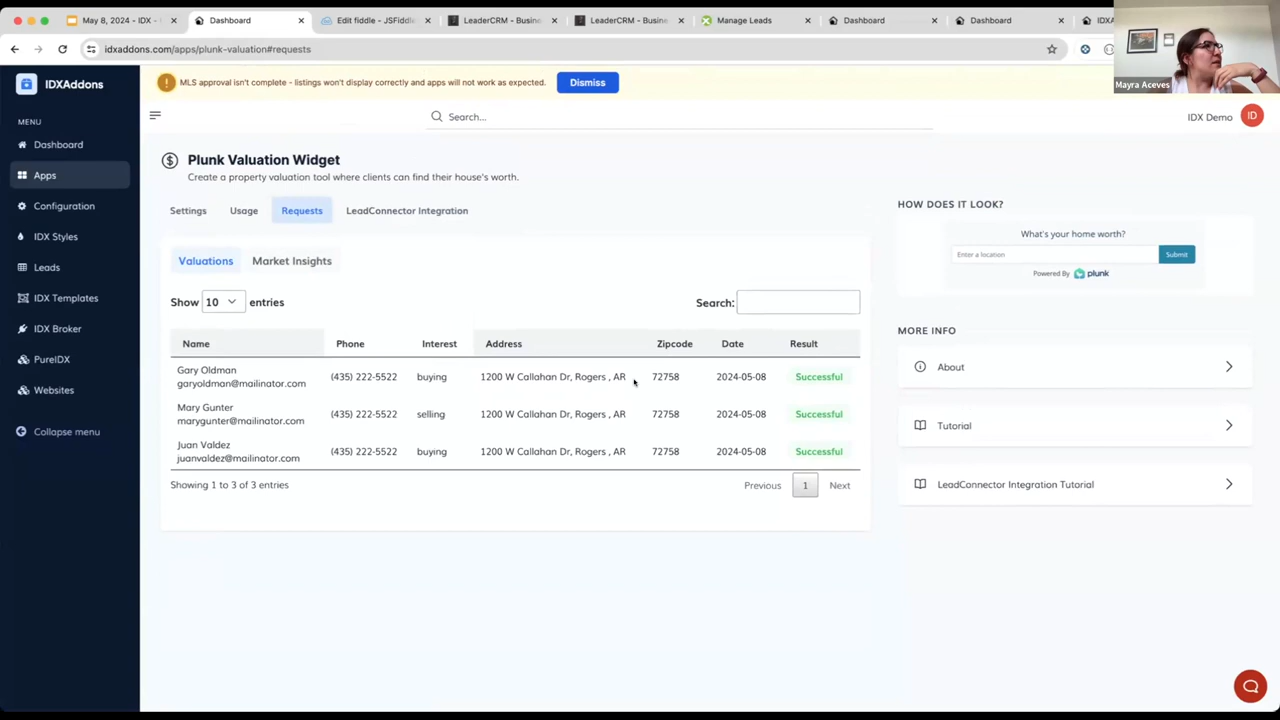 May 8, 2024 - IDX -
Dashboard
Edit fiddle - JSFiddl
LeaderCRM - Busine
LeaderCRM - Busine
Manage Leads
Dashboard
Dashboard
IDX
idxaddons.com/apps/plunk-valuation#requests
Mayra Aceves
IDXAddons
MLS approval isn't complete - listings won't display correctly and apps will not work as expected.
Dismiss
MENU
Search...
IDX Demo
ID
Dashboard
Apps
Configuration
IDX Styles
Leads
IDX Templates
IDX Broker
PureIDX
Websites
Collapse menu
Plunk Valuation Widget
Create a property valuation tool where clients can find their house's worth.
Settings
Usage
Requests
LeadConnector Integration
Valuations
Market Insights
Show 10 entries
Search:
Name Phone Interest Address Zipcode Date Result
Gary Oldman
garyoldman@mailinator.com
(435) 222-5522 buying 1200 W Callahan Dr, Rogers , AR 72758 2024-05-08 Successful
Mary Gunter
marygunter@mailinator.com
(435) 222-5522 selling 1200 W Callahan Dr, Rogers , AR 72758 2024-05-08 Successful
Juan Valdez
juanvaldez@mailinator.com
(435) 222-5522 buying 1200 W Callahan Dr, Rogers , AR 72758 2024-05-08 Successful
Showing 1 to 3 of 3 entries
Previous 1 Next
HOW DOES IT LOOK?
What's your home worth?
Enter a location
Submit
Powered By plunk
MORE INFO
About
Tutorial
LeadConnector Integration Tutorial